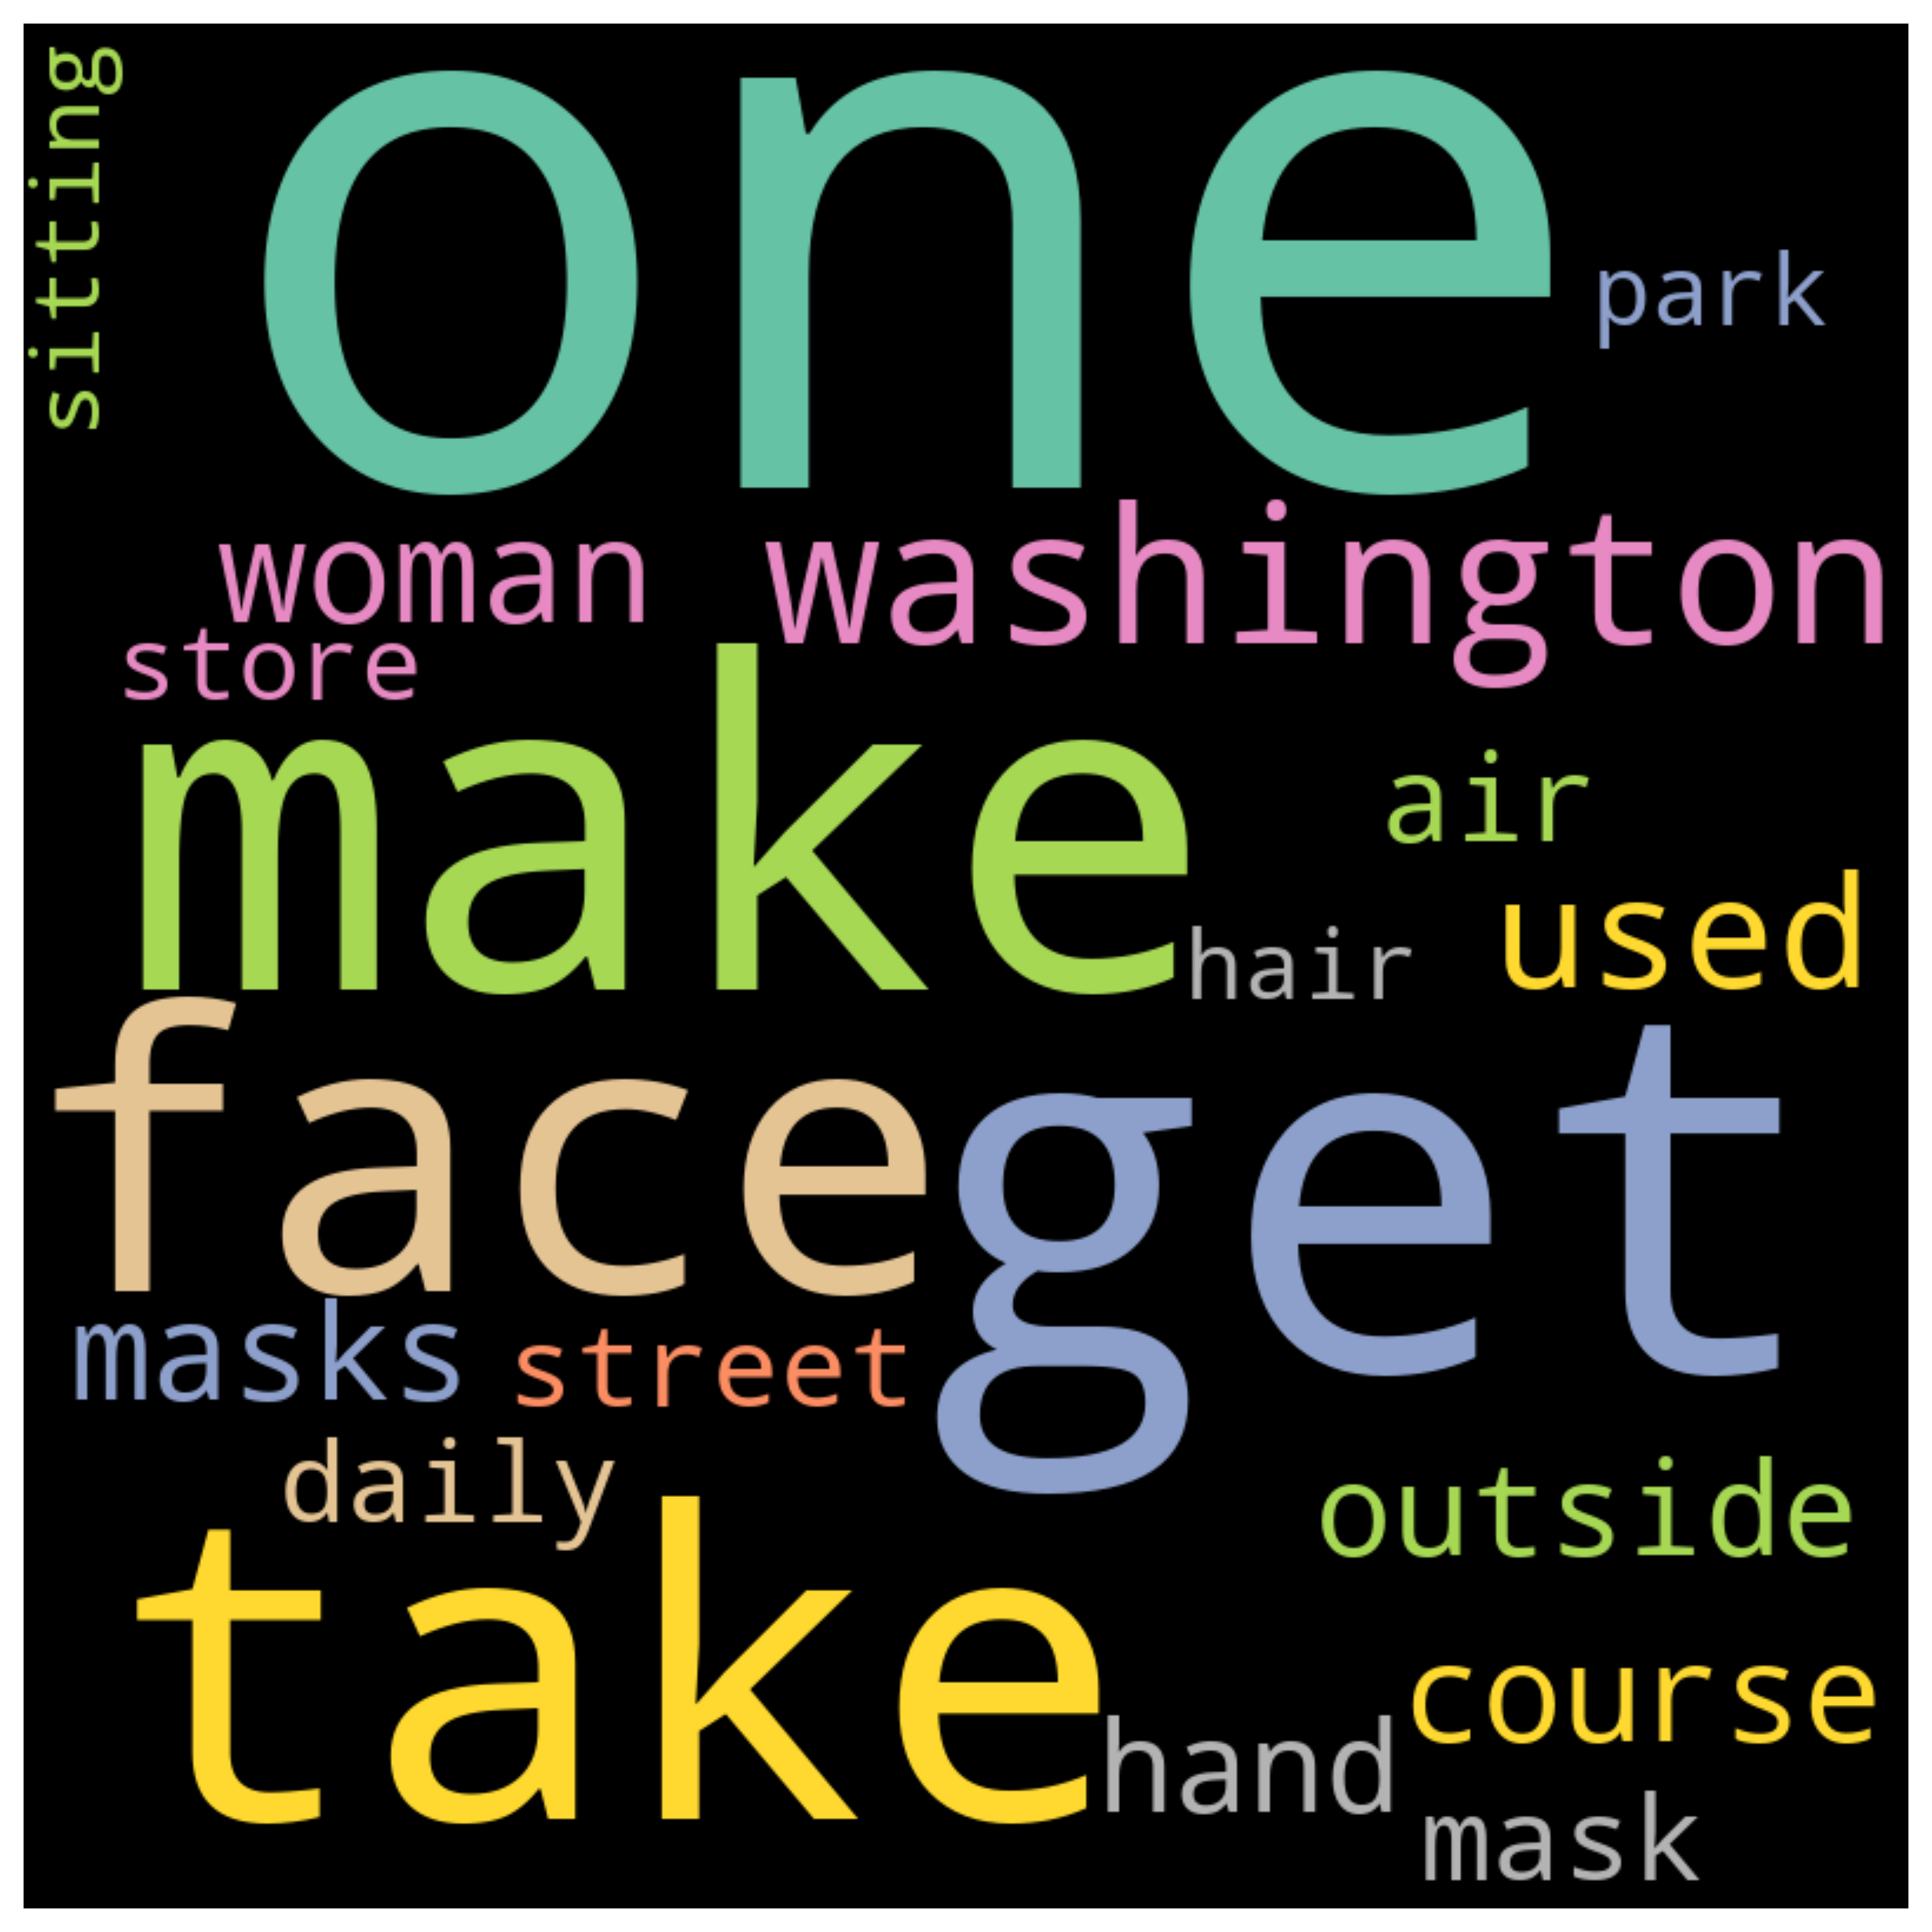 sitting
one
park
woman washington
store
make
air
hair
used
face
get
masks
street
daily
outside
take
course
hand
mask